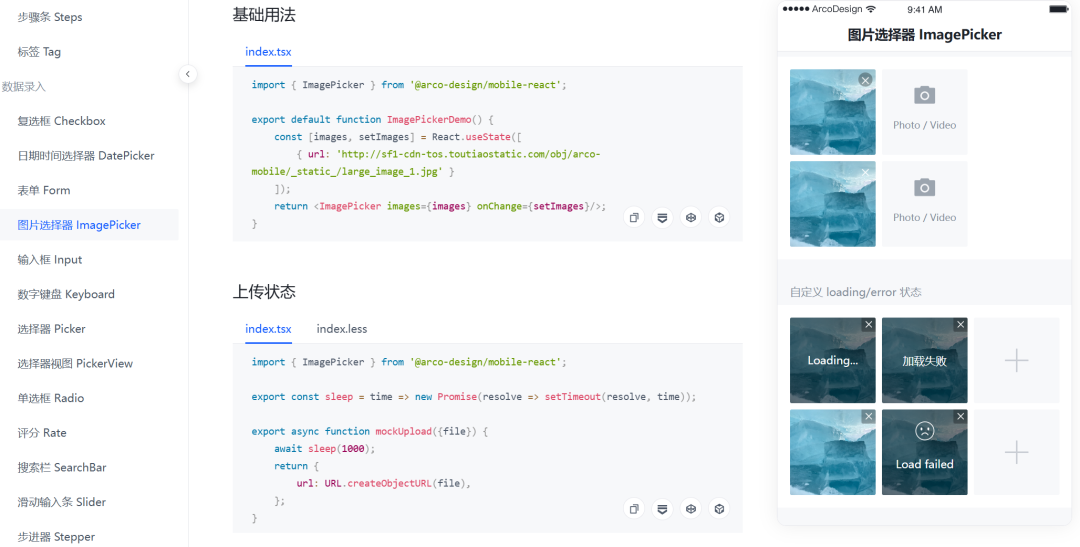 步骤条 Steps
标签 Tag
数据录入
复选框 Checkbox
日期时间选择器 DatePicker
表单 Form
图片选择器 ImagePicker
输入框 Input
数字键盘 Keyboard
选择器 Picker
选择器视图 PickerView
单选框 Radio
评分 Rate
搜索栏 SearchBar
滑动输入条 Slider
步进器 Stepper
基础用法
index.tsx
import { ImagePicker } from '@arco-design/mobile-react';
export default function ImagePickerDemo() {
const [images, setImages] = React.useState([
{ url: 'http://sf1-cdn-tos.toutiaostatic.com/obj/arco-
mobile/_static_/large_image_1.jpg' }
]);
return <ImagePicker images={images} onChange={setImages}/>;
}
上传状态
index.tsx index.less
import { ImagePicker } from '@arco-design/mobile-react';
export const sleep = time => new Promise(resolve => setTimeout(resolve, time));
export async function mockUpload({file}) {
await sleep(1000);
return {
url: URL.createObjectURL(file),
};
}
ArcoDesign 9:41 AM
图片选择器 ImagePicker
Photo / Video
Photo / Video
自定义 loading/error 状态
Loading...
加载失败
Load failed